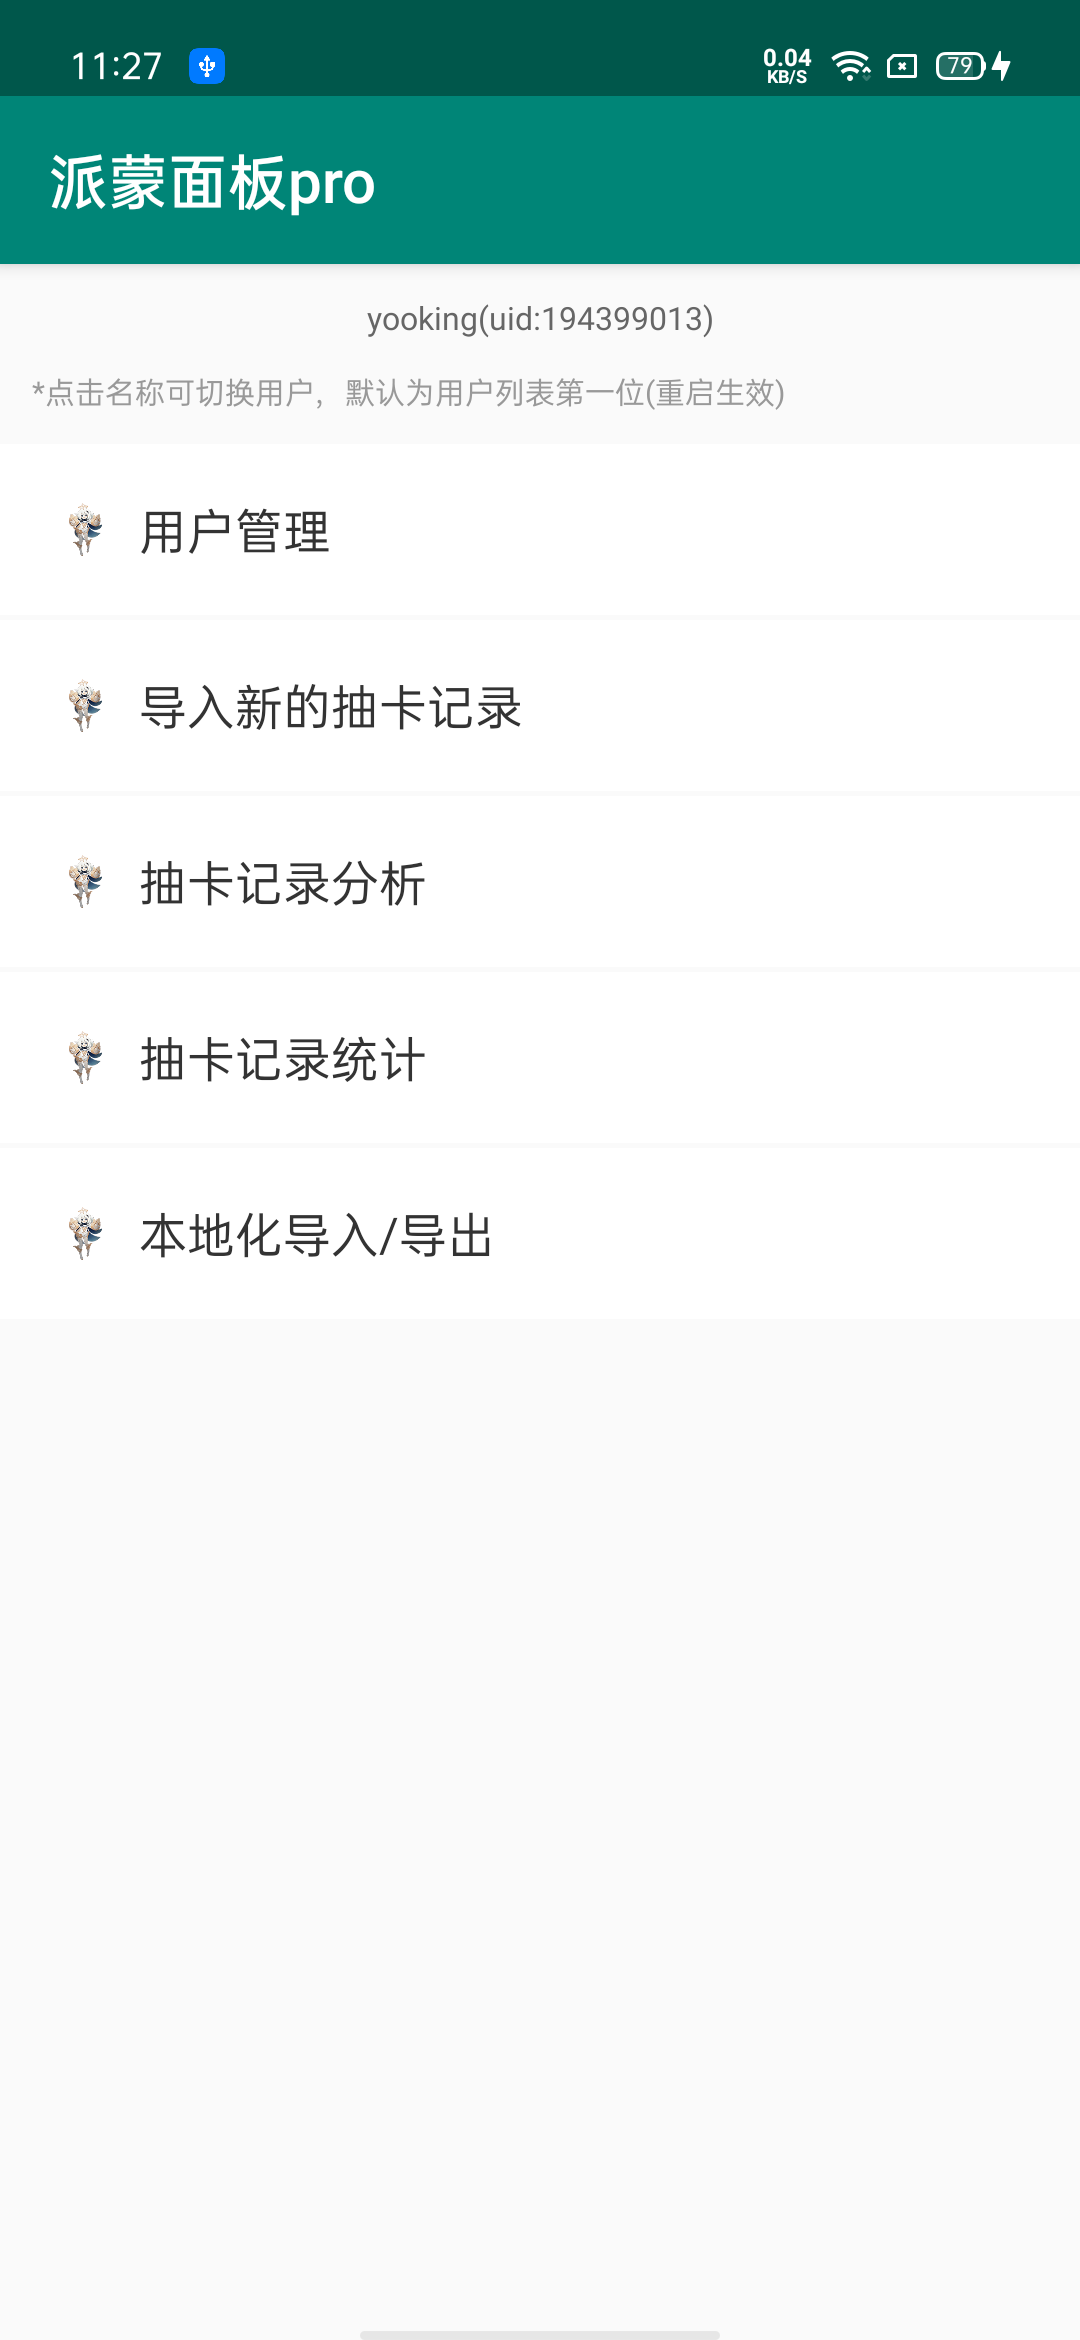 11:27
0.04
KB/S
79
派蒙面板pro
yooking(uid:194399013)
*点击名称可切换用户，默认为用户列表第一位(重启生效)
用户管理
导入新的抽卡记录
抽卡记录分析
抽卡记录统计
本地化导入/导出